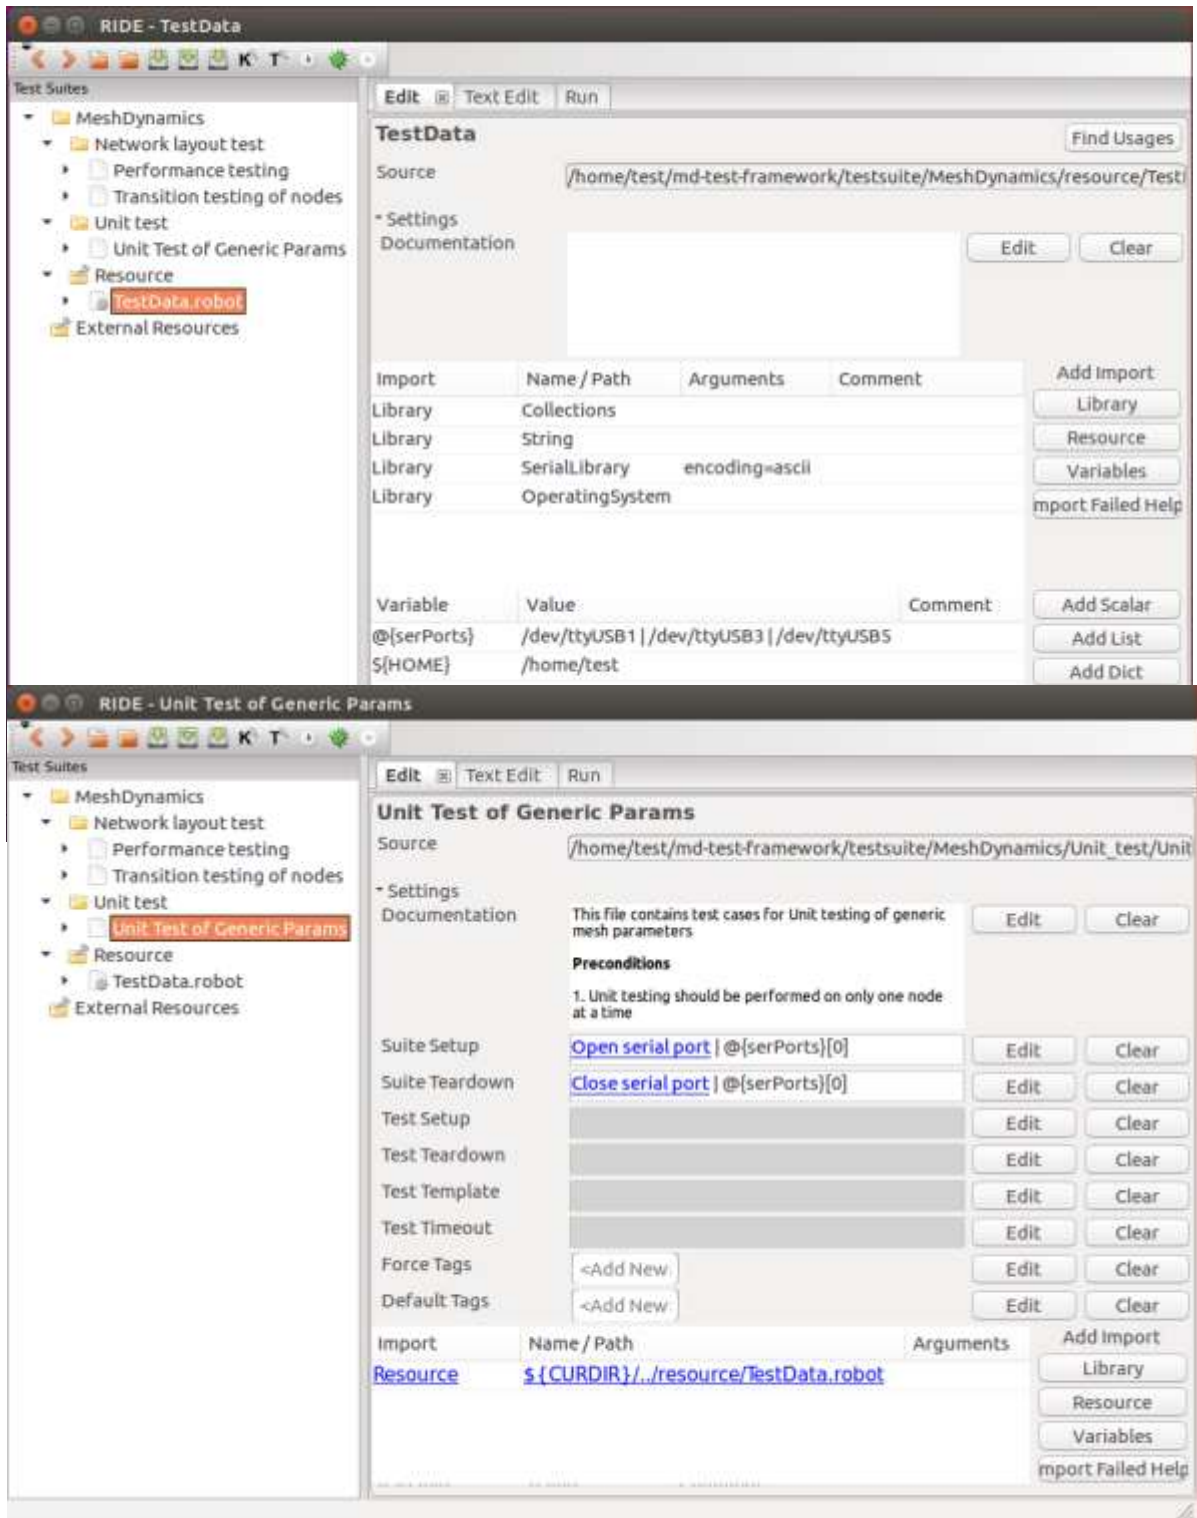 RIDE - TestData
K T
Test Suites
Edit Text Edit Run
MeshDynamics
Network layout test
Performance testing
Transition testing of nodes
Unit test
Unit Test of Generic Params
Resource
TestData.robot
External Resources
TestData
Find Usages
Source /home/test/md-test-framework/testsuite/MeshDynamics/resource/Test
Settings
Documentation Edit Clear
Import Name / Path Arguments Comment Add Import
Library Collections Library
Library String Resource
Library SerialLibrary encoding=ascii Variables
Library OperatingSystem mport Failed Help
Variable Value Comment Add Scalar
@{serPorts} /dev/ttyUSB1 | /dev/ttyUSB3 | /dev/ttyUSB5 Add List
${HOME} /home/test Add Dict
RIDE - Unit Test of Generic Params
K T
Test Suites
Edit Text Edit Run
MeshDynamics
Network layout test
Performance testing
Transition testing of nodes
Unit test
Unit Test of Generic Params
Resource
TestData.robot
External Resources
Unit Test of Generic Params
Source /home/test/md-test-framework/testsuite/MeshDynamics/Unit_test/Unit
Settings
Documentation This file contains test cases for Unit testing of generic Edit Clear
mesh parameters
Preconditions
1. Unit testing should be performed on only one node
at a time
Suite Setup Open serial port | @{serPorts}[0] Edit Clear
Suite Teardown Close serial port | @{serPorts}[0] Edit Clear
Test Setup Edit Clear
Test Teardown Edit Clear
Test Template Edit Clear
Test Timeout Edit Clear
Force Tags <Add New Edit Clear
Default Tags <Add New Edit Clear
Import Name / Path Arguments Add Import
Resource ${CURDIR}/../resource/TestData.robot Library
Resource
Variables
mport Failed Help